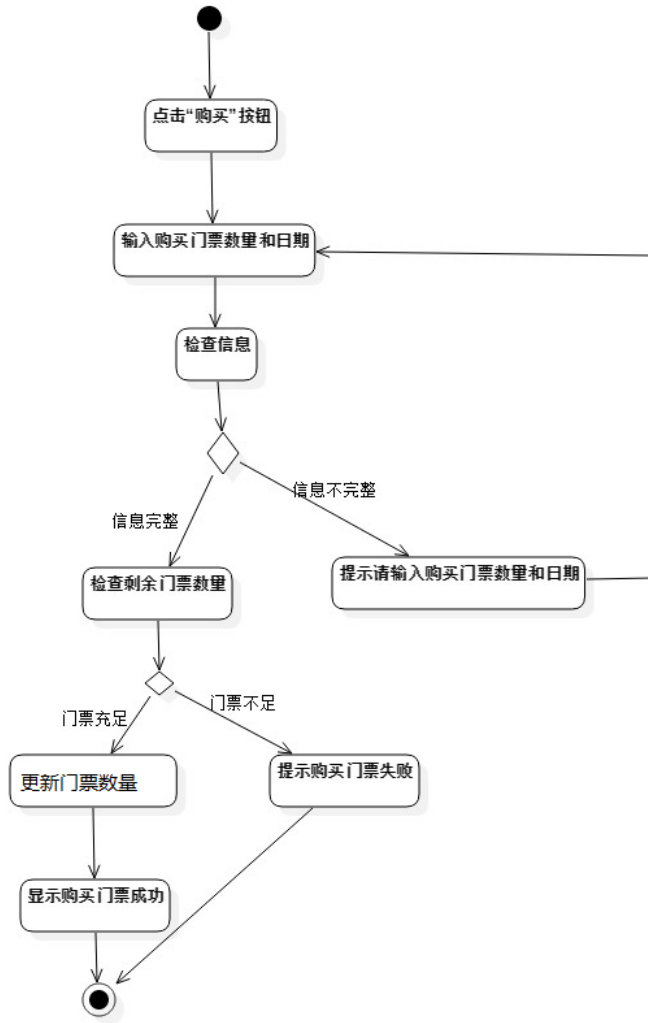 点击“购买”按钮
输入购买门票数量和日期
检查信息
信息不完整
信息完整
检查剩余门票数量
提示请输入购买门票数量和日期
门票不足
门票充足
提示购买门票失败
更新门票数量
显示购买门票成功